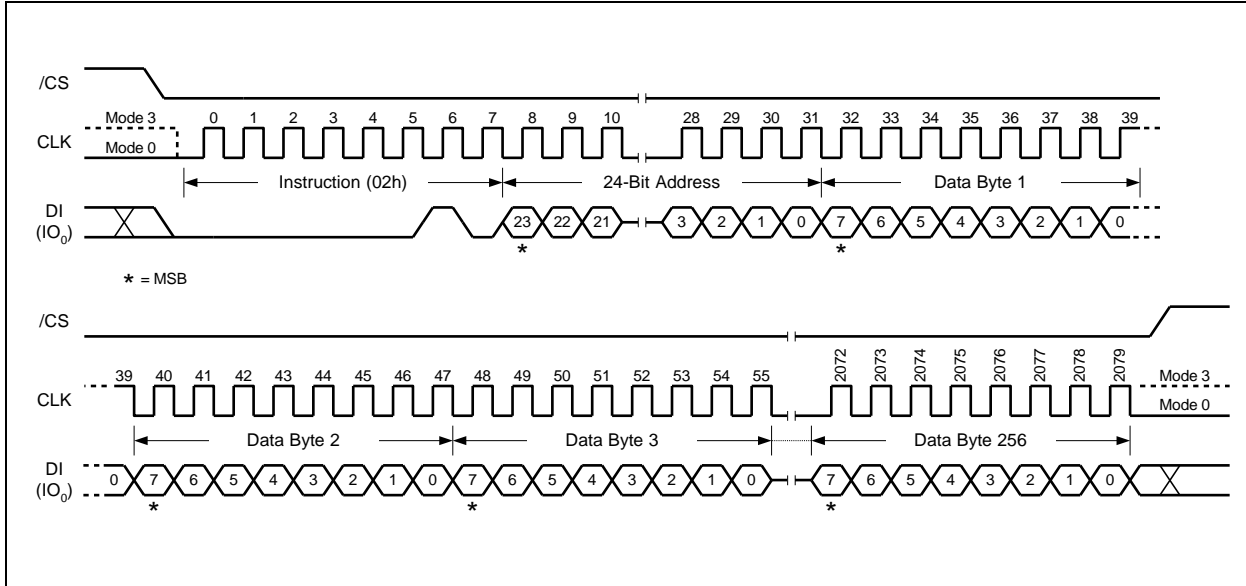 /CS
Mode 3 0 1 2 3 4 5 6 7 8 9 10 28 29 30 31 32 33 34 35 36 37 38 39
CLK
Mode 0
Instruction (02h) 24-Bit Address Data Byte 1
DI
(IO0) 23 22 21 3 2 1 0 7 6 5 4 3 2 1 0
* *
* = MSB
/CS
39 40 41 42 43 44 45 46 47 48 49 50 51 52 53 54 55 2072 2073 2074 2075 2076 2077 2078 2079 Mode 3
CLK
Mode 0
Data Byte 2 Data Byte 3 Data Byte 256
DI
(IO0) 0 7 6 5 4 3 2 1 0 7 6 5 4 3 2 1 0 7 6 5 4 3 2 1 0
* * *